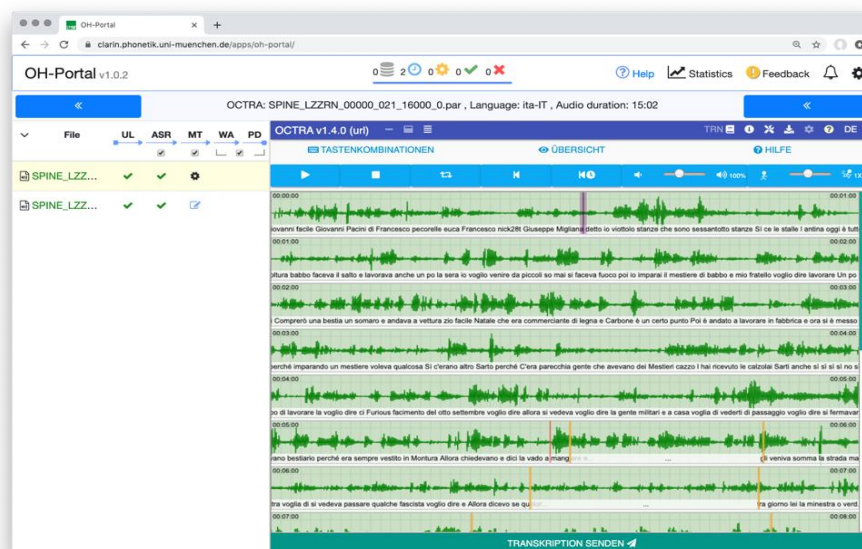 OH-Portal
clarin.phonetik.uni-muenchen.de/apps/oh-portal/
OH-Portal v1.0.2
0 2 0 0 0
Help Statistics Feedback
OCTRA: SPINE_LZZRN_00000_021_16000_0.par , Language: ita-IT , Audio duration: 15:02
File UL ASR MT WA PD
OCTRA v1.4.0 (url) TRN DE
TASTENKOMBINATIONEN ÜBERSICHT HILFE
100% 1X
SPINE_LZZ...
SPINE_LZZ...
00:00:00 00:01:00
iovanni facile Giovanni Pacini di Francesco pecorelle euca Francesco nick28t Giuseppe Migliana detto io viottolo stanze che sono sessantotto stanze Si ce le stalle l antina oggi è tutt
00:01:00 00:02:00
oltura babbo faceva il salto e lavorava anche un po la sera io voglio venire da piccoli so mai si faceva fuoco poi io imparai il mestiere di babbo e mio fratello voglio dire lavorare Un po
00:02:00 00:03:00
Comprerò una bestia un somaro e andava a vettura zio facile Natale che era commerciante di legna e Carbone è un certo punto Poi è andato a lavorare in fabbrica e ora si è messo
00:03:00 00:04:00
perché imparando un mestiere voleva qualcosa Si c'erano altro Sarto perché C'era parecchia gente che avevano dei Mestieri cazzo l hai ricevuto le calzolai Sarti anche si si si si no s
00:04:00 00:05:00
po di lavorare la voglio dire ci Furious facimento del otto settembre voglio dire allora si vedeva voglio dire la gente militari e a casa voglia di vederti di passaggio voglio dire si fermavar
00:05:00 00:06:00
vano bestiario perché era sempre vestito in Montura Allora chiedevano e dici la vado a mang ... gli veniva somma la strada ma
00:06:00 00:07:00
tra voglia di si vedeva passare qualche fascista voglio dire e Allora dicevo se qu ... ra giorno lei la minestra o verd
00:07:00 00:08:00
TRANSKRIPTION SENDEN